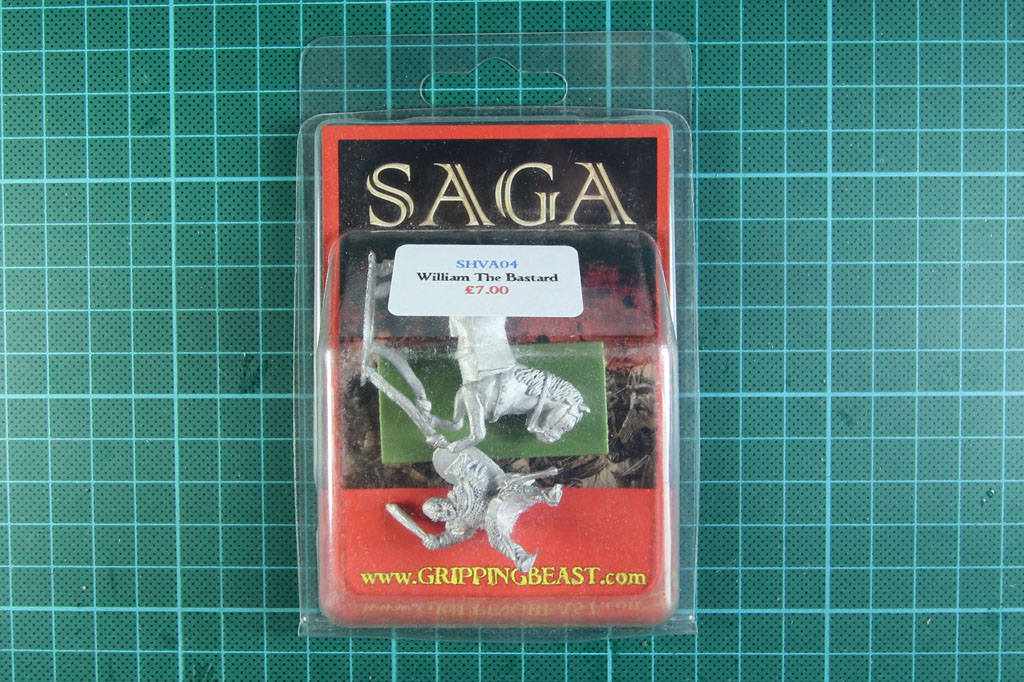 SAGA
SHVA04
William The Bastard
£7.00
www.GRIPPINGBEAST.com